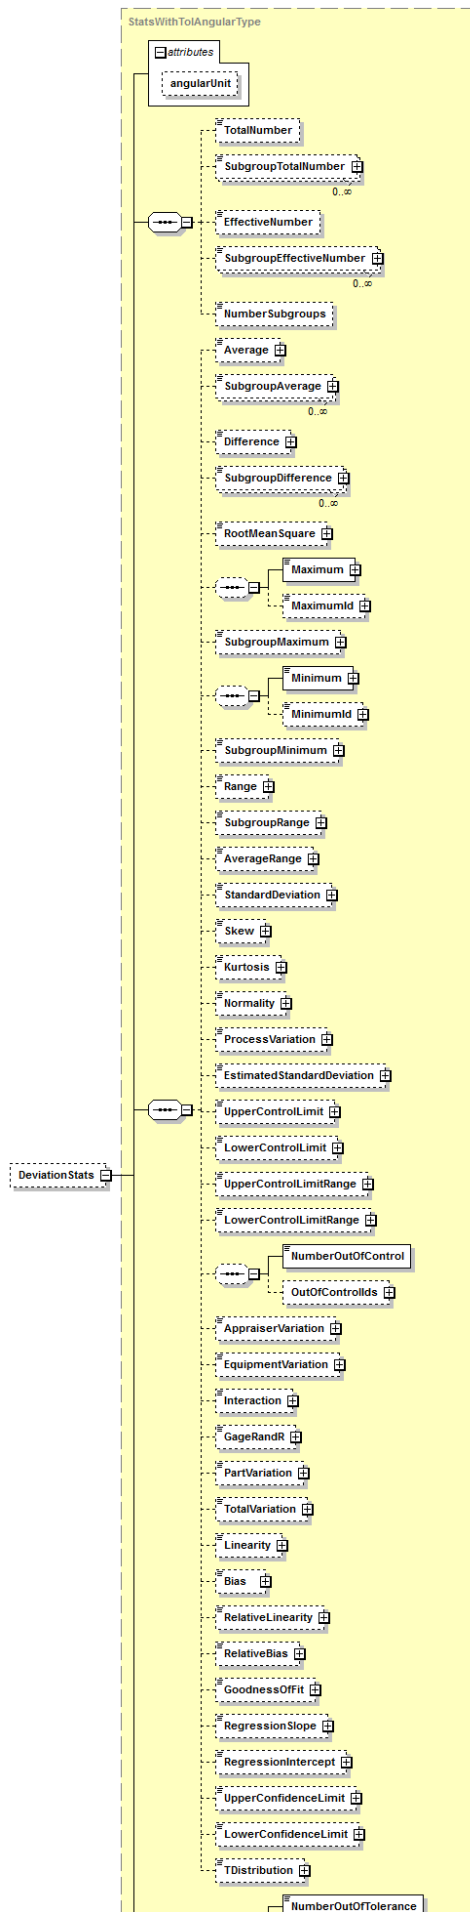 StatsWithTolAngularType
attributes
angularUnit
TotalNumber
SubgroupTotalNumber
0..∞
EffectiveNumber
SubgroupEffectiveNumber
0..∞
NumberSubgroups
Average
SubgroupAverage
0..∞
Difference
SubgroupDifference
0..∞
RootMeanSquare
Maximum
MaximumId
SubgroupMaximum
Minimum
MinimumId
SubgroupMinimum
Range
SubgroupRange
AverageRange
StandardDeviation
Skew
Kurtosis
Normality
ProcessVariation
EstimatedStandardDeviation
UpperControlLimit
LowerControlLimit
DeviationStats
UpperControlLimitRange
LowerControlLimitRange
NumberOutOfControl
OutOfControlIds
AppraiserVariation
EquipmentVariation
Interaction
GageRandR
PartVariation
TotalVariation
Linearity
Bias
RelativeLinearity
RelativeBias
GoodnessOfFit
RegressionSlope
RegressionIntercept
UpperConfidenceLimit
LowerConfidenceLimit
TDistribution
NumberOutOfTolerance